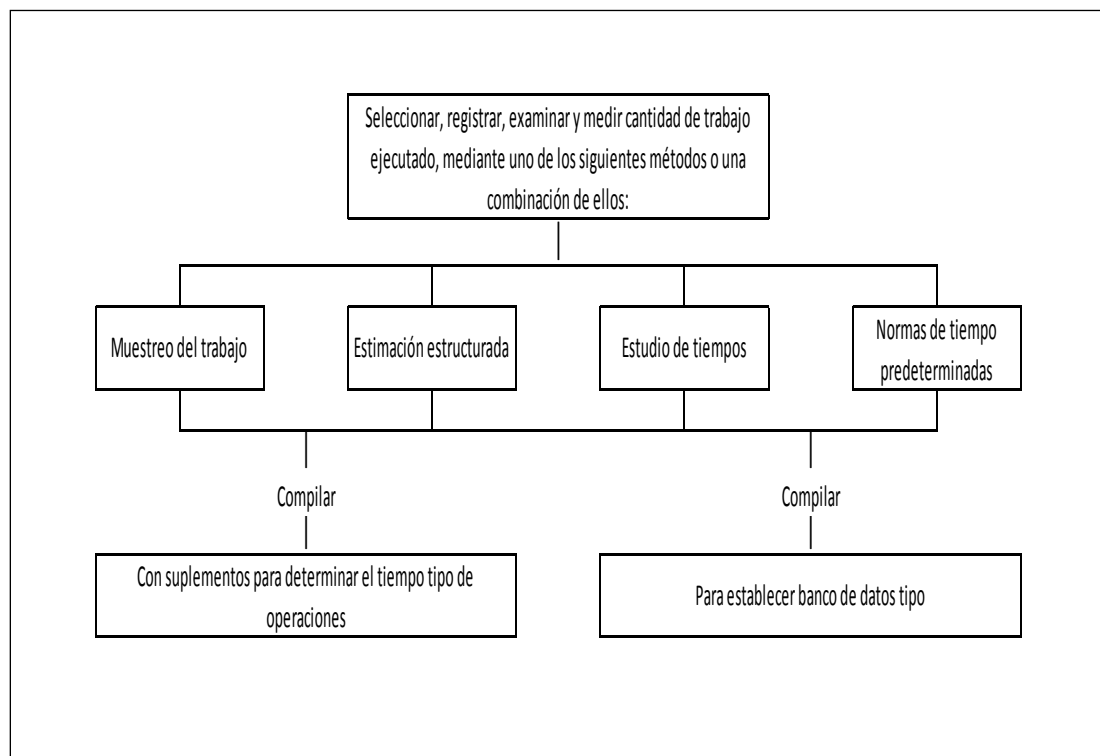 Seleccionar, registrar, examinar y medir cantidad de trabajo
ejecutado, mediante uno de los siguientes métodos o una
combinación de ellos:
Muestreo del trabajo
Estimación estructurada
Estudio de tiempos
Normas de tiempo
predeterminadas
Compilar
Compilar
Con suplementos para determinar el tiempo tipo de
operaciones
Para establecer banco de datos tipo